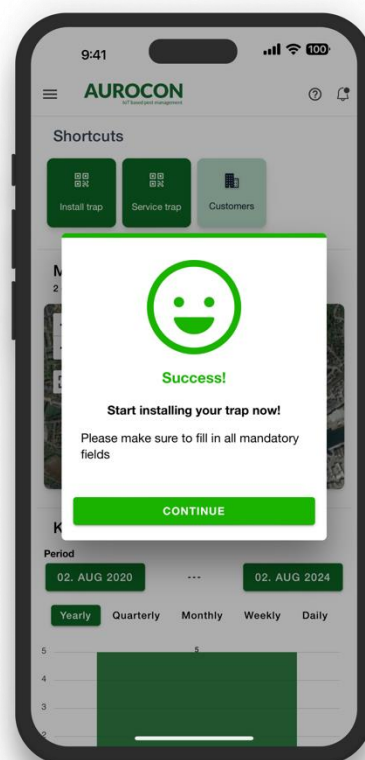 9:41
100
AUROCON
IoT based pest management
Shortcuts
Install trap
Service trap
Customers
M
2
Success!
Start installing your trap now!
Please make sure to fill in all mandatory
fields
CONTINUE
K
Period
02. AUG 2020
---
02. AUG 2024
Yearly
Quarterly
Monthly
Weekly
Daily
5
5
4
3
2